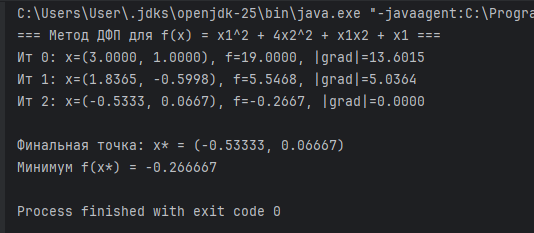 C:\Users\User\.jdks\openjdk-25\bin\java.exe "-javaagent:C:\Progra
=== Метод ДФП для f(x) = x1^2 + 4x2^2 + x1x2 + x1 ===
Ит 0: x=(3.0000, 1.0000), f=19.0000, |grad|=13.6015
Ит 1: x=(1.8365, -0.5998), f=5.5468, |grad|=5.0364
Ит 2: x=(-0.5333, 0.0667), f=-0.2667, |grad|=0.0000
Финальная точка: x* = (-0.53333, 0.06667)
Минимум f(x*) = -0.266667
Process finished with exit code 0